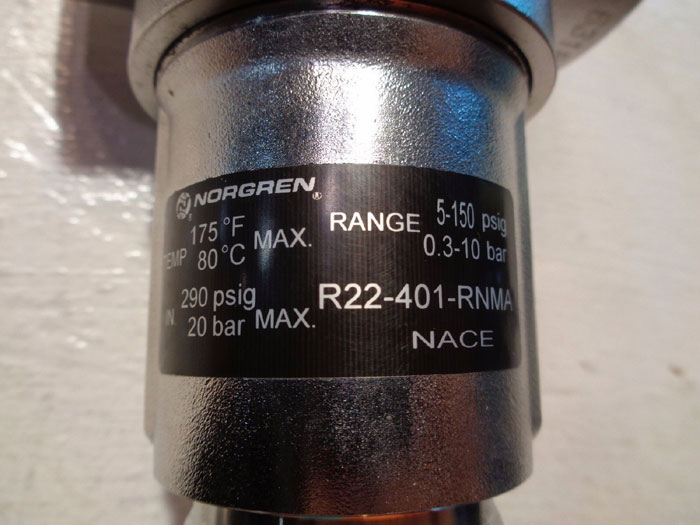 NORGREN®
175 °F
TEMP 80 °C MAX.
RANGE 5-150 psig
0.3-10 bar
IN. 290 psig
20 bar MAX.
R22-401-RNMA
NACE